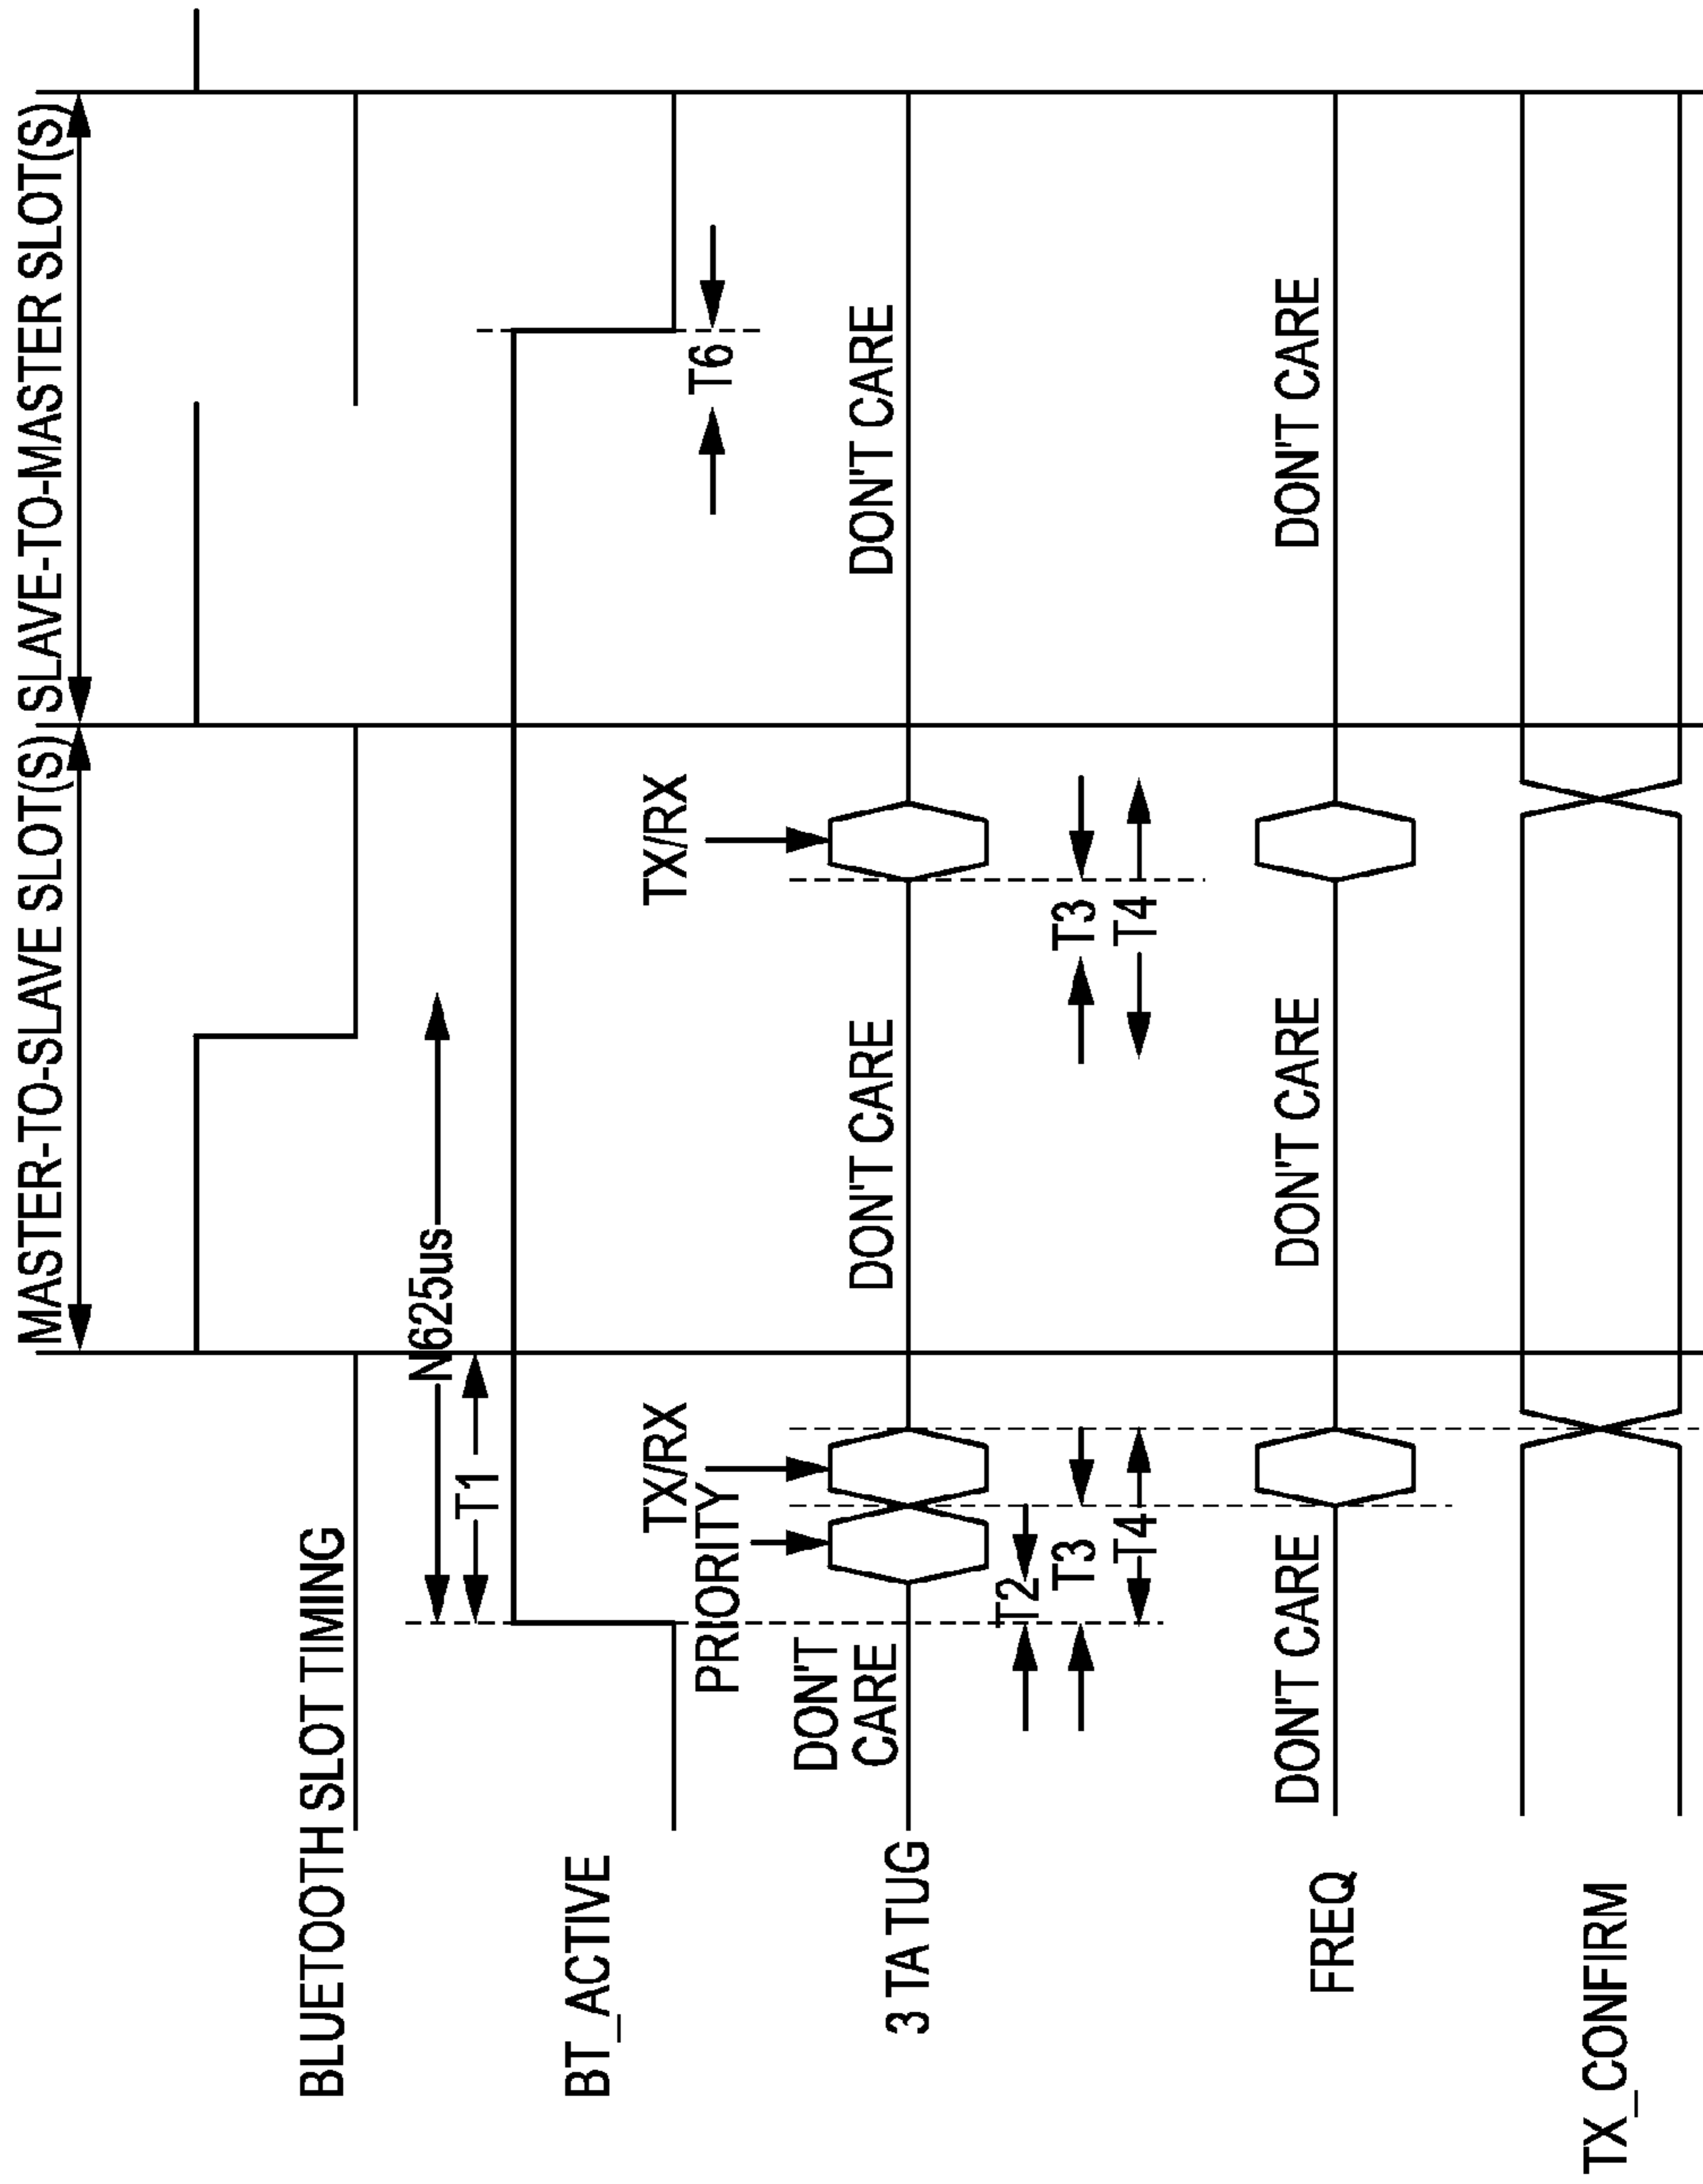 MASTER-TO-SLAVE SLOT(S) SLAVE-TO-MASTER SLOT(S)
BLUETOOTH SLOT TIMING
N625us
T1
BT_ACTIVE
TX/RX
TX/RX
PRIORITY
T6
DON'T
CARE
DON'T CARE
DON'T CARE
3 TA TUG
T2
T3
T3
T4
T4
DON'T CARE
DON'T CARE
DON'T CARE
FREQ
TX_CONFIRM